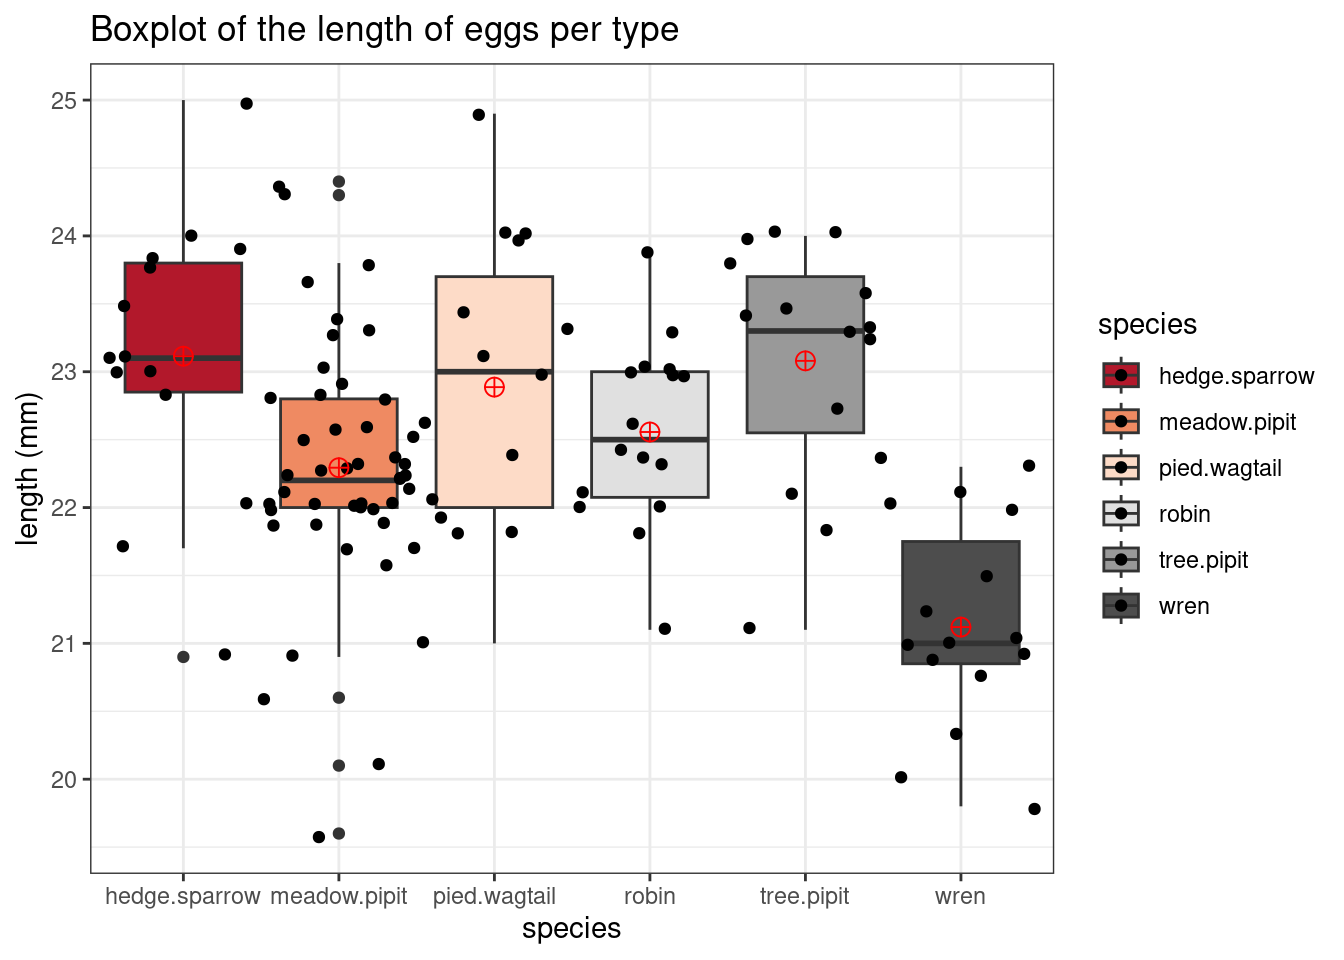 Boxplot of the length of eggs per type
25
24
23
22
21
20
length (mm)
hedge.sparrow
meadow.pipit
pied.wagtail
robin
tree.pipit
wren
species
species
hedge.sparrow
meadow.pipit
pied.wagtail
robin
tree.pipit
wren